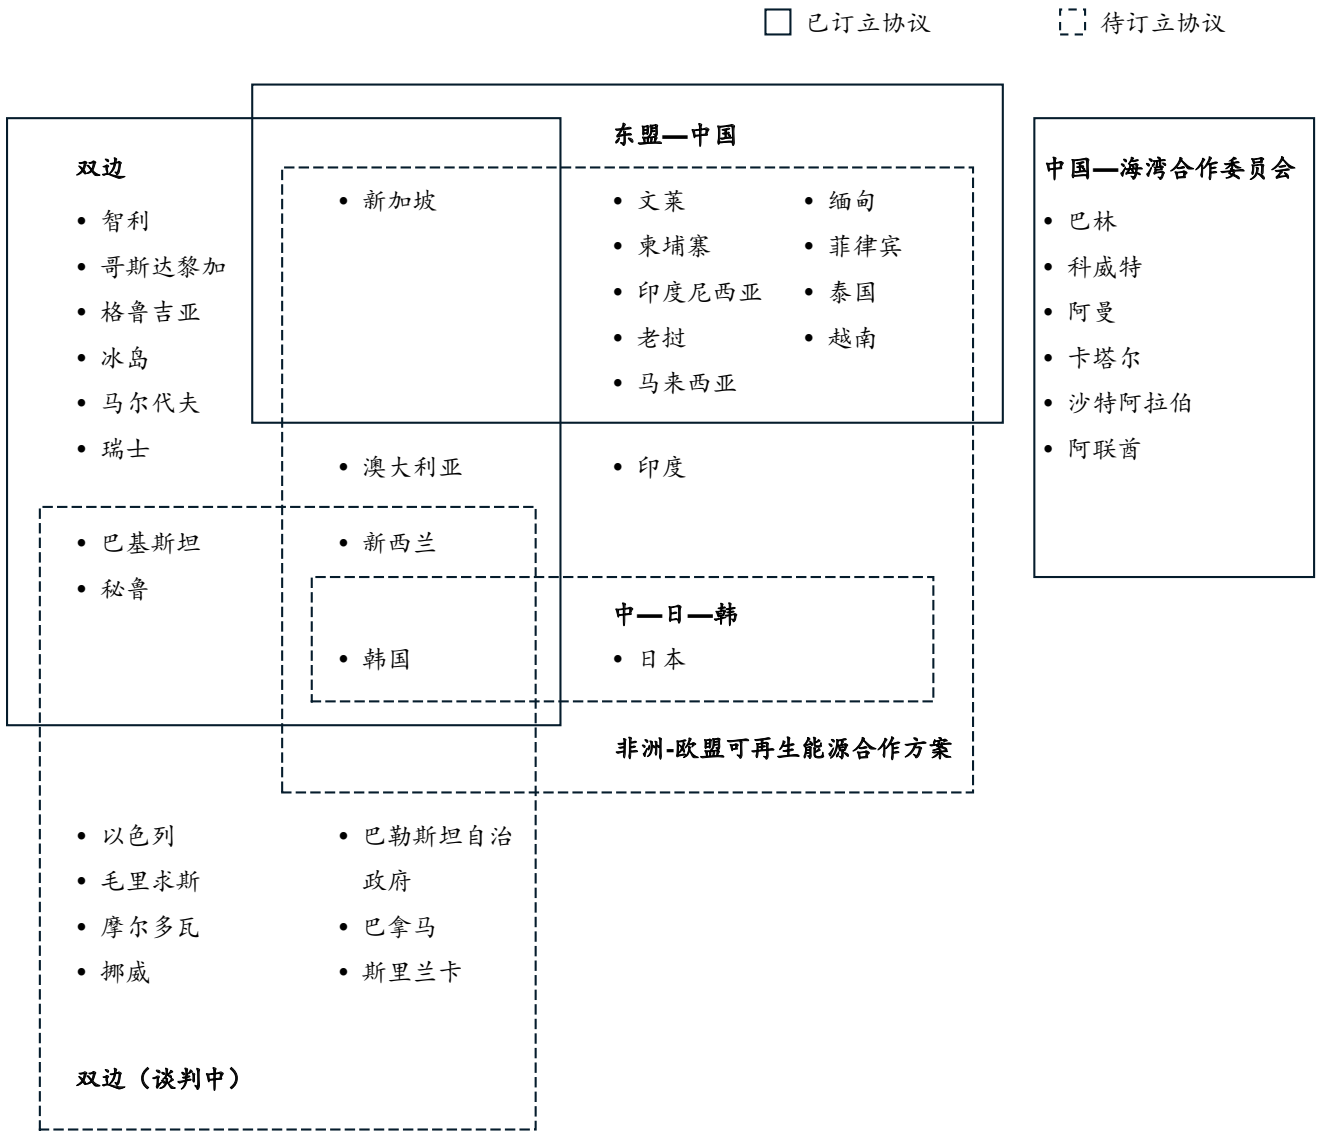 已订立协议
待订立协议
东盟—中国
双边
中国—海湾合作委员会
• 智利
• 哥斯达黎加
• 格鲁吉亚
• 冰岛
• 马尔代夫
• 瑞士
• 新加坡
• 文莱
• 柬埔寨
• 印度尼西亚
• 老挝
• 马来西亚
• 缅甸
• 菲律宾
• 泰国
• 越南
• 巴林
• 科威特
• 阿曼
• 卡塔尔
• 沙特阿拉伯
• 阿联酋
• 澳大利亚
• 印度
• 巴基斯坦
• 秘鲁
• 新西兰
中—日—韩
• 韩国
• 日本
非洲-欧盟可再生能源合作方案
• 以色列
• 毛里求斯
• 摩尔多瓦
• 挪威
• 巴勒斯坦自治
政府
• 巴拿马
• 斯里兰卡
双边（谈判中）